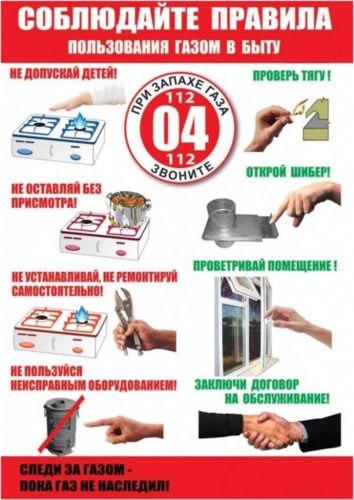 СОБЛЮДАЙТЕ ПРАВИЛА
ПОЛЬЗОВАНИЯ ГАЗОМ В БЫТУ
НЕ ДОПУСКАЙ ДЕТЕЙ!
ПРИ ЗАПАХЕ ГАЗА
112
04
112
ЗВОНИТЕ
ПРОВЕРЬ ТЯГУ !
НЕ ОСТАВЛЯЙ БЕЗ
ПРИСМОТРА!
ОТКРОЙ ШИБЕР!
НЕ УСТАНАВЛИВАЙ, НЕ РЕМОНТИРУЙ
САМОСТОЯТЕЛЬНО!
ПРОВЕТРИВАЙ ПОМЕЩЕНИЕ !
НЕ ПОЛЬЗУЙСЯ
НЕИСПРАВНЫМ ОБОРУДОВАНИЕМ!
ЗАКЛЮЧИ ДОГОВОР
НА ОБСЛУЖИВАНИЕ!
СЛЕДИ ЗА ГАЗОМ -
ПОКА ГАЗ НЕ НАСЛЕДИЛ!